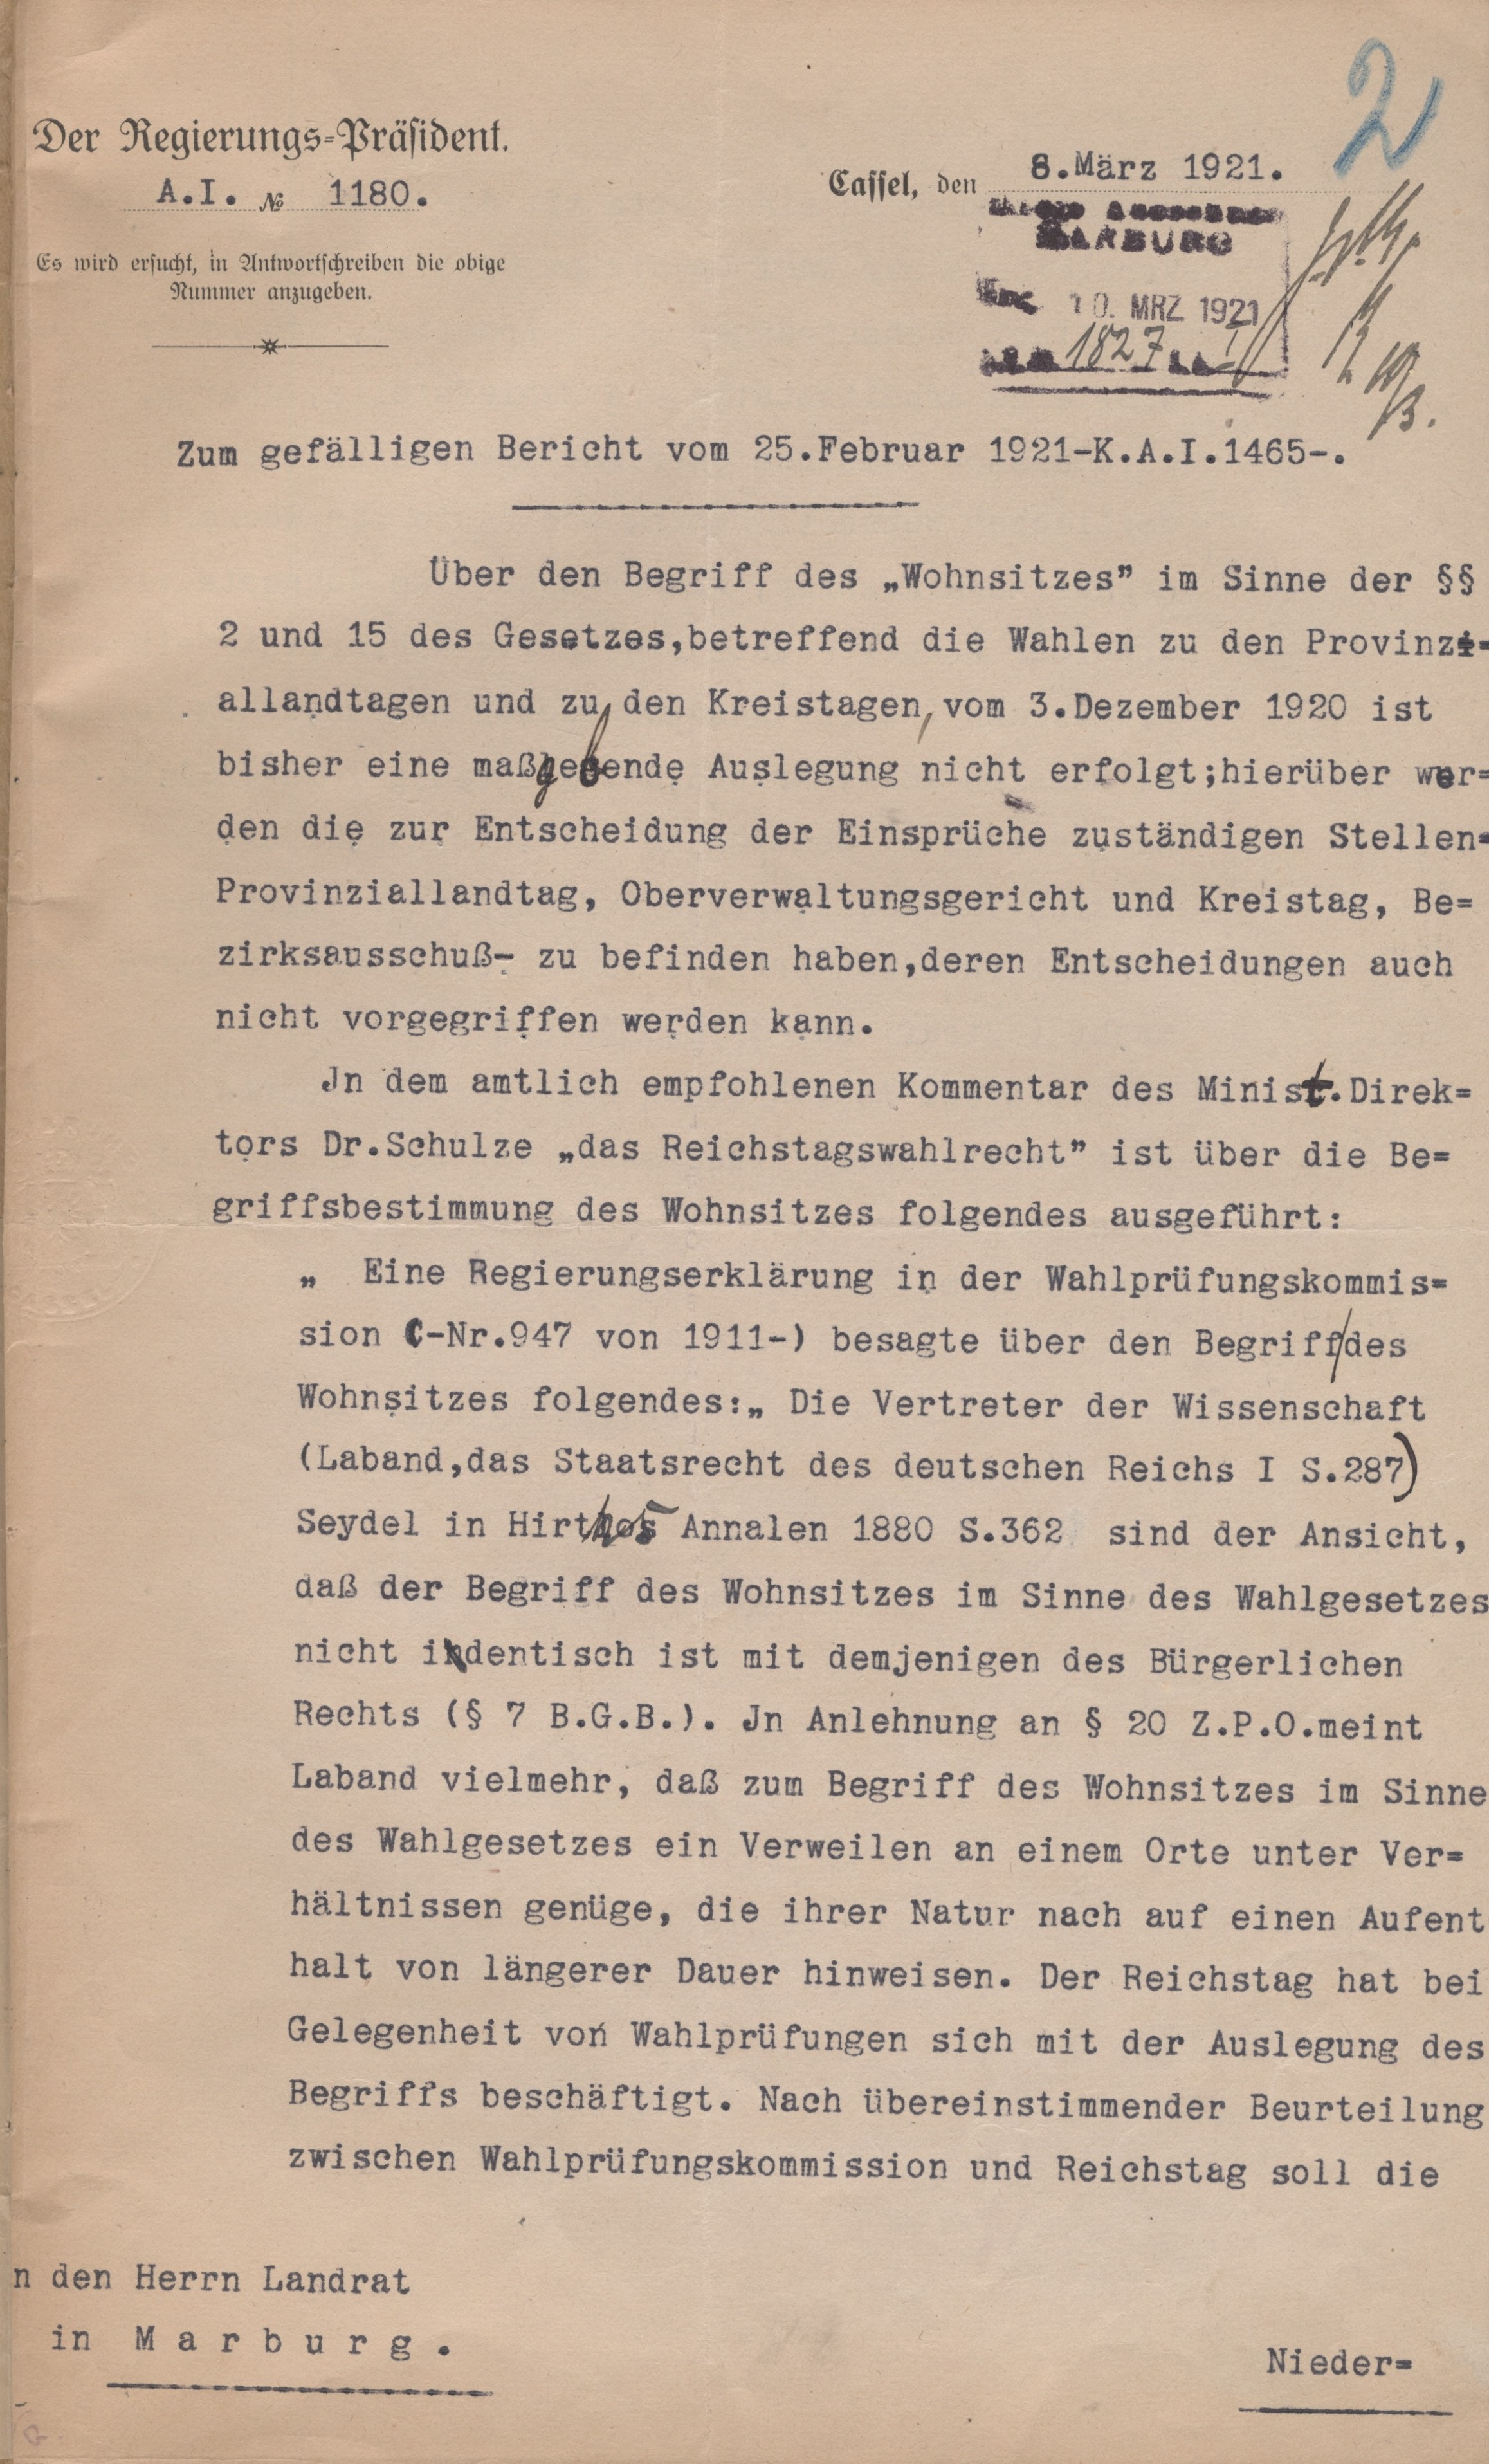 2
Der Regierungs-Präsident.
A.I. № 1180.
Cassel, den 8.März 1921.
Es wird ersucht, in Antwortschreiben die obige
Nummer anzugeben.
MARBURG
10. MRZ 1921
1827
10/3.
Zum gefälligen Bericht vom 25.Februar 1921-K.A.I.1465-.
Über den Begriff des „Wohnsitzes” im Sinne der §§
2 und 15 des Gesetzes,betreffend die Wahlen zu den Provinzi=
allandtagen und zu den Kreistagen, vom 3.Dezember 1920 ist
bisher eine maßgebende Auslegung nicht erfolgt;hierüber wer=
den die zur Entscheidung der Einsprüche zuständigen Stellen=
Provinziallandtag, Oberverwaltungsgericht und Kreistag, Be=
zirksausschuß- zu befinden haben,deren Entscheidungen auch
nicht vorgegriffen werden kann.
Jn dem amtlich empfohlenen Kommentar des Minist.Direk=
tors Dr.Schulze „das Reichstagswahlrecht” ist über die Be=
griffsbestimmung des Wohnsitzes folgendes ausgeführt:
„ Eine Regierungserklärung in der Wahlprüfungskommis=
sion (-Nr.947 von 1911-) besagte über den Begriff/des
Wohnsitzes folgendes:„ Die Vertreter der Wissenschaft
(Laband,das Staatsrecht des deutschen Reichs I S.287)
Seydel in Hirths Annalen 1880 S.362 sind der Ansicht,
daß der Begriff des Wohnsitzes im Sinne des Wahlgesetzes
nicht identisch ist mit demjenigen des Bürgerlichen
Rechts (§ 7 B.G.B.). Jn Anlehnung an § 20 Z.P.O.meint
Laband vielmehr, daß zum Begriff des Wohnsitzes im Sinne
des Wahlgesetzes ein Verweilen an einem Orte unter Ver=
hältnissen genüge, die ihrer Natur nach auf einen Aufent
halt von längerer Dauer hinweisen. Der Reichstag hat bei
Gelegenheit von Wahlprüfungen sich mit der Auslegung des
Begriffs beschäftigt. Nach übereinstimmender Beurteilung
zwischen Wahlprüfungskommission und Reichstag soll die
n den Herrn Landrat
in Marburg.
Nieder=